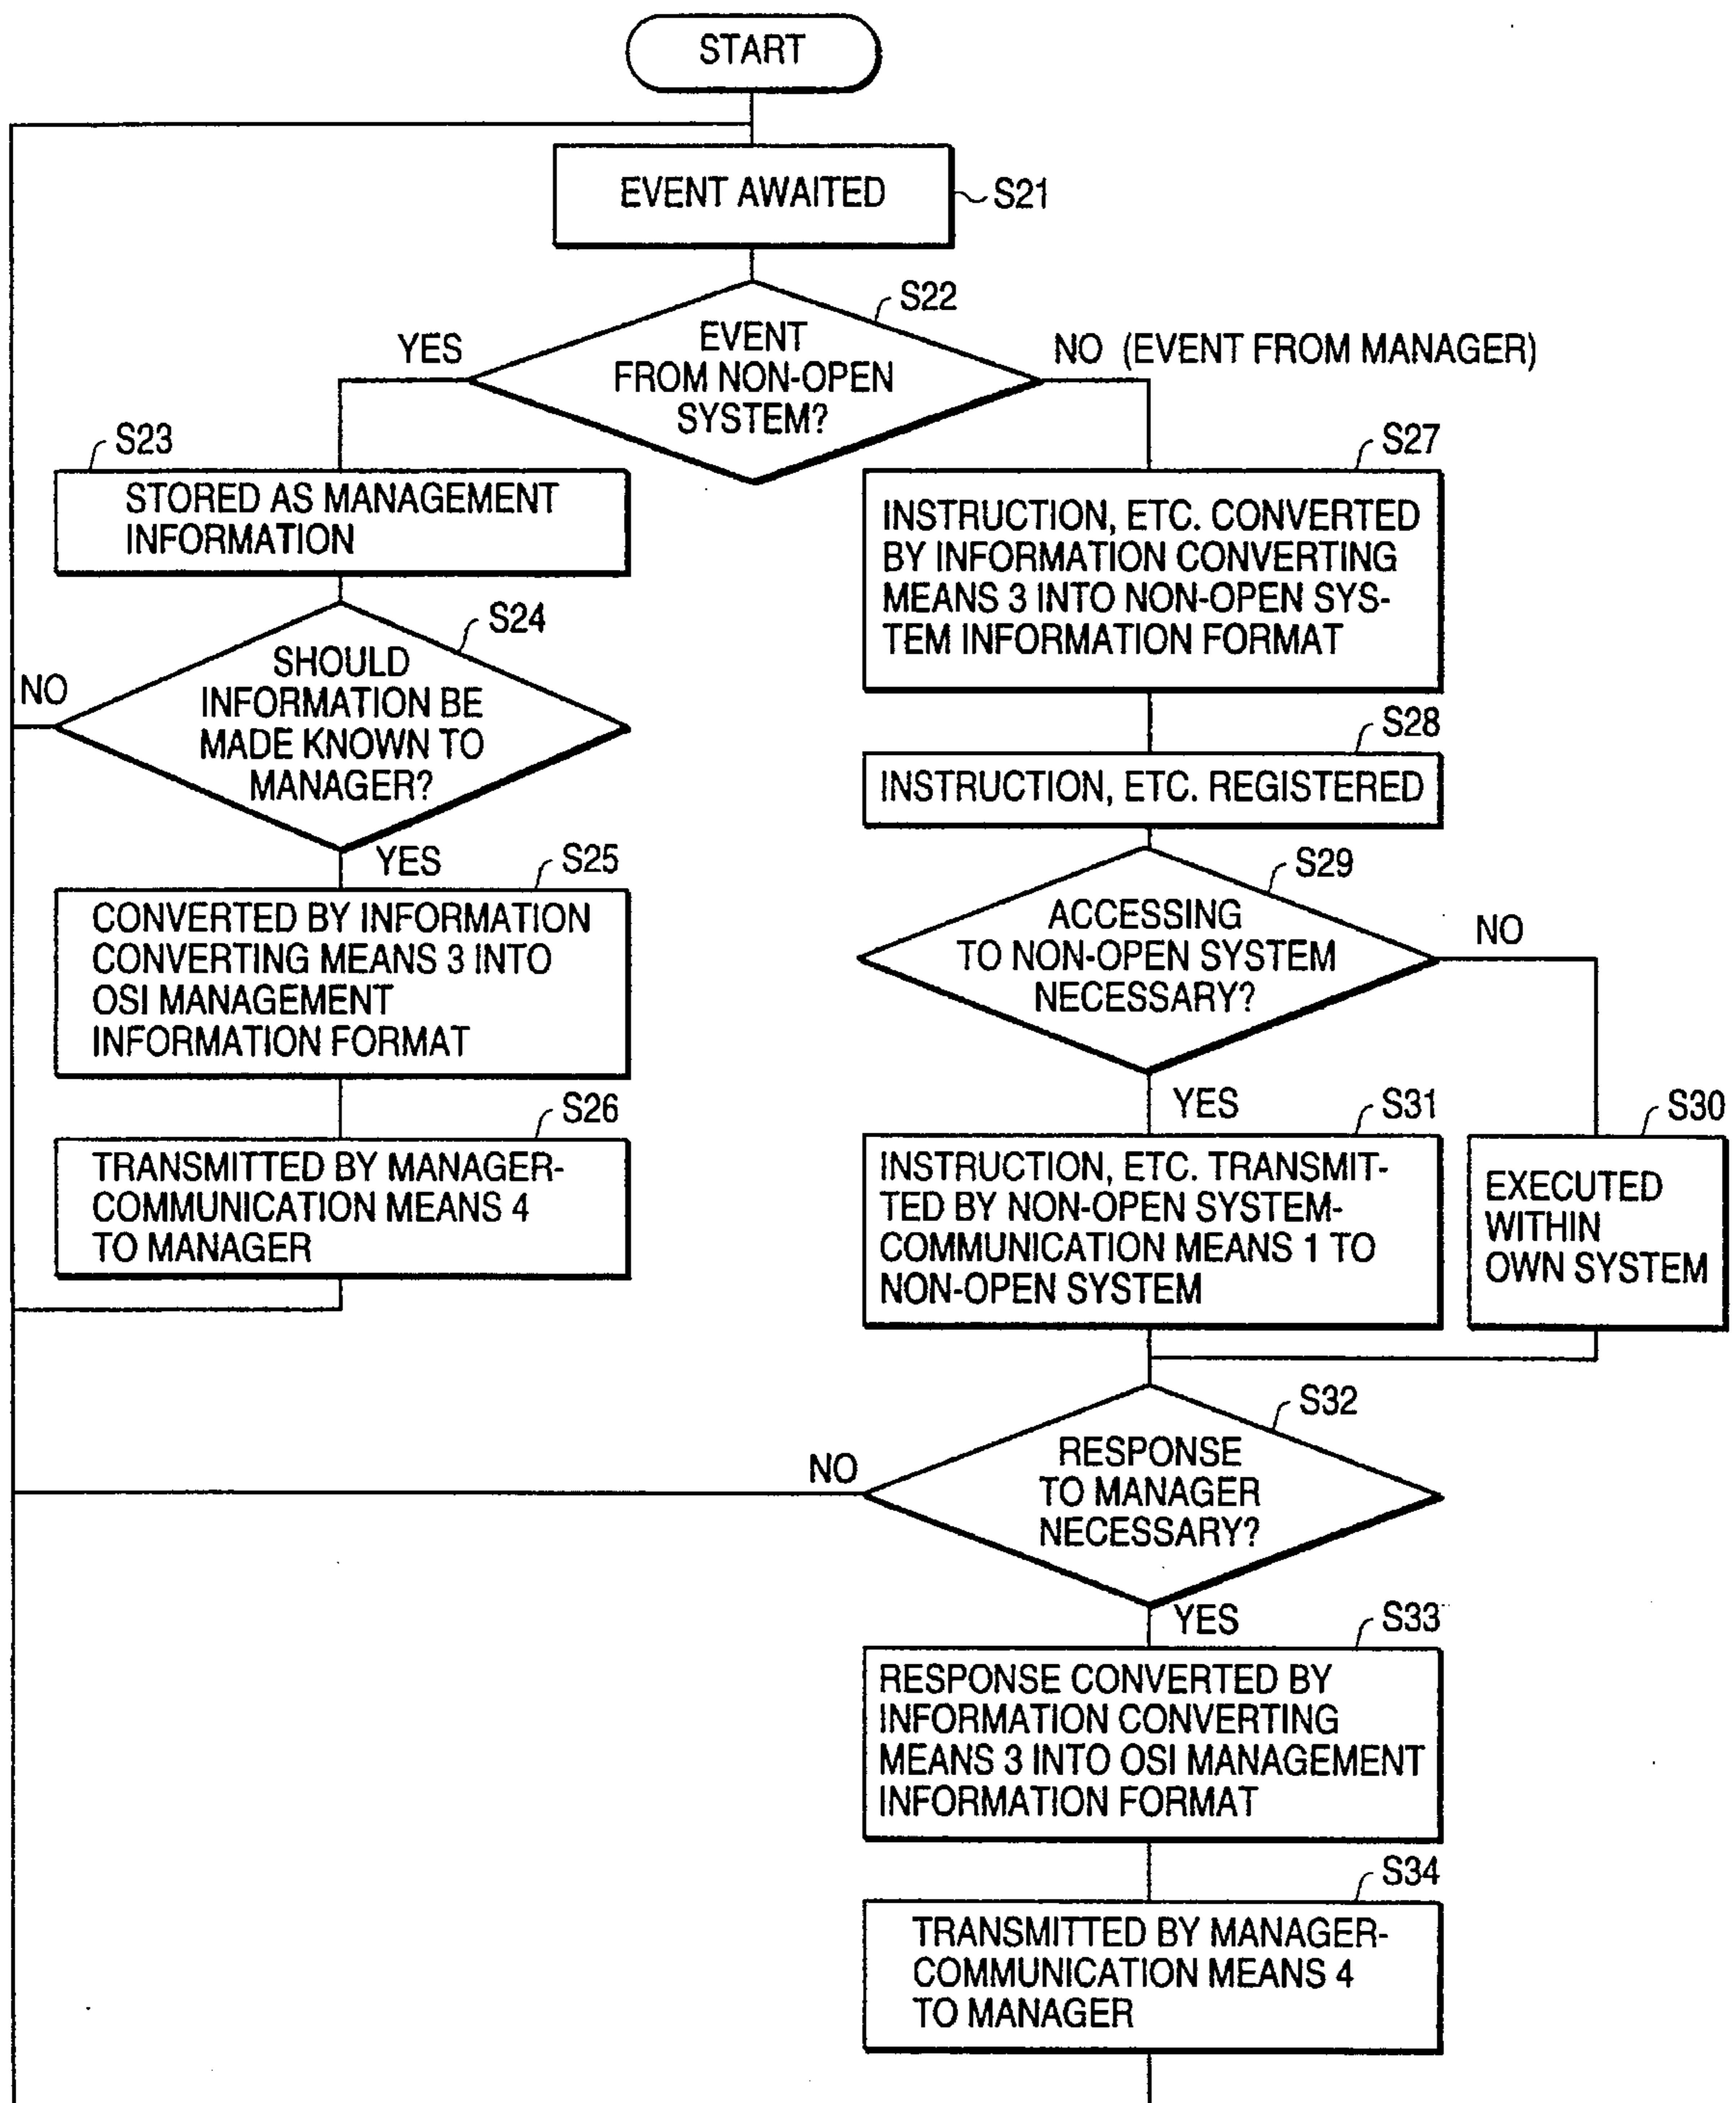 START
EVENT AWAITED
S21
S22
EVENT
FROM NON-OPEN
SYSTEM?
YES
NO (EVENT FROM MANAGER)
S23
STORED AS MANAGEMENT
INFORMATION
S24
SHOULD
INFORMATION BE
MADE KNOWN TO
MANAGER?
NO
YES
S25
CONVERTED BY INFORMATION
CONVERTING MEANS 3 INTO
OSI MANAGEMENT
INFORMATION FORMAT
S26
TRANSMITTED BY MANAGER-
COMMUNICATION MEANS 4
TO MANAGER
S27
INSTRUCTION, ETC. CONVERTED
BY INFORMATION CONVERTING
MEANS 3 INTO NON-OPEN SYS-
TEM INFORMATION FORMAT
S28
INSTRUCTION, ETC. REGISTERED
S29
ACCESSING
TO NON-OPEN SYSTEM
NECESSARY?
NO
YES
S31
INSTRUCTION, ETC. TRANSMIT-
TED BY NON-OPEN SYSTEM-
COMMUNICATION MEANS 1 TO
NON-OPEN SYSTEM
S30
EXECUTED
WITHIN
OWN SYSTEM
S32
RESPONSE
TO MANAGER
NECESSARY?
NO
YES
S33
RESPONSE CONVERTED BY
INFORMATION CONVERTING
MEANS 3 INTO OSI MANAGEMENT
INFORMATION FORMAT
S34
TRANSMITTED BY MANAGER-
COMMUNICATION MEANS 4
TO MANAGER